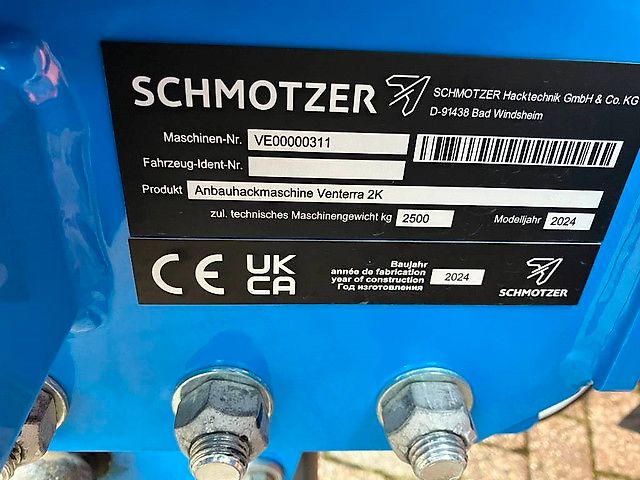 SCHMOTZER SCHMOTZER Hacktechnik GmbH & Co. KG
D-91438 Bad Windsheim
Maschinen-Nr. VE00000311
Fahrzeug-Ident-Nr.
Produkt Anbauhackmaschine Venterra 2K
zul. technisches Maschinengewicht kg 2500 Modelljahr 2024
CE UK CA
Baujahr
année de fabrication
year of construction
Год изготовления
2024
SCHMOTZER